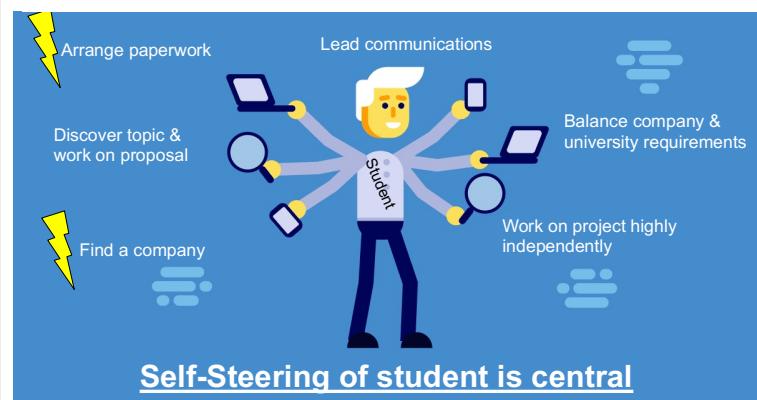 Arrange paperwork
Lead communications
Discover topic &
work on proposal
Balance company &
university requirements
Student
Find a company
Work on project highly
independently
Self-Steering of student is central